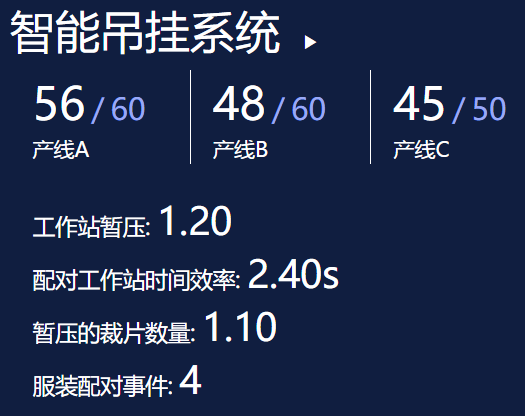 智能吊挂系统
56 / 60 48 / 60 45 / 50
产线A 产线B 产线C
工作站暂压: 1.20
配对工作站时间效率: 2.40s
暂压的裁片数量: 1.10
服装配对事件: 4